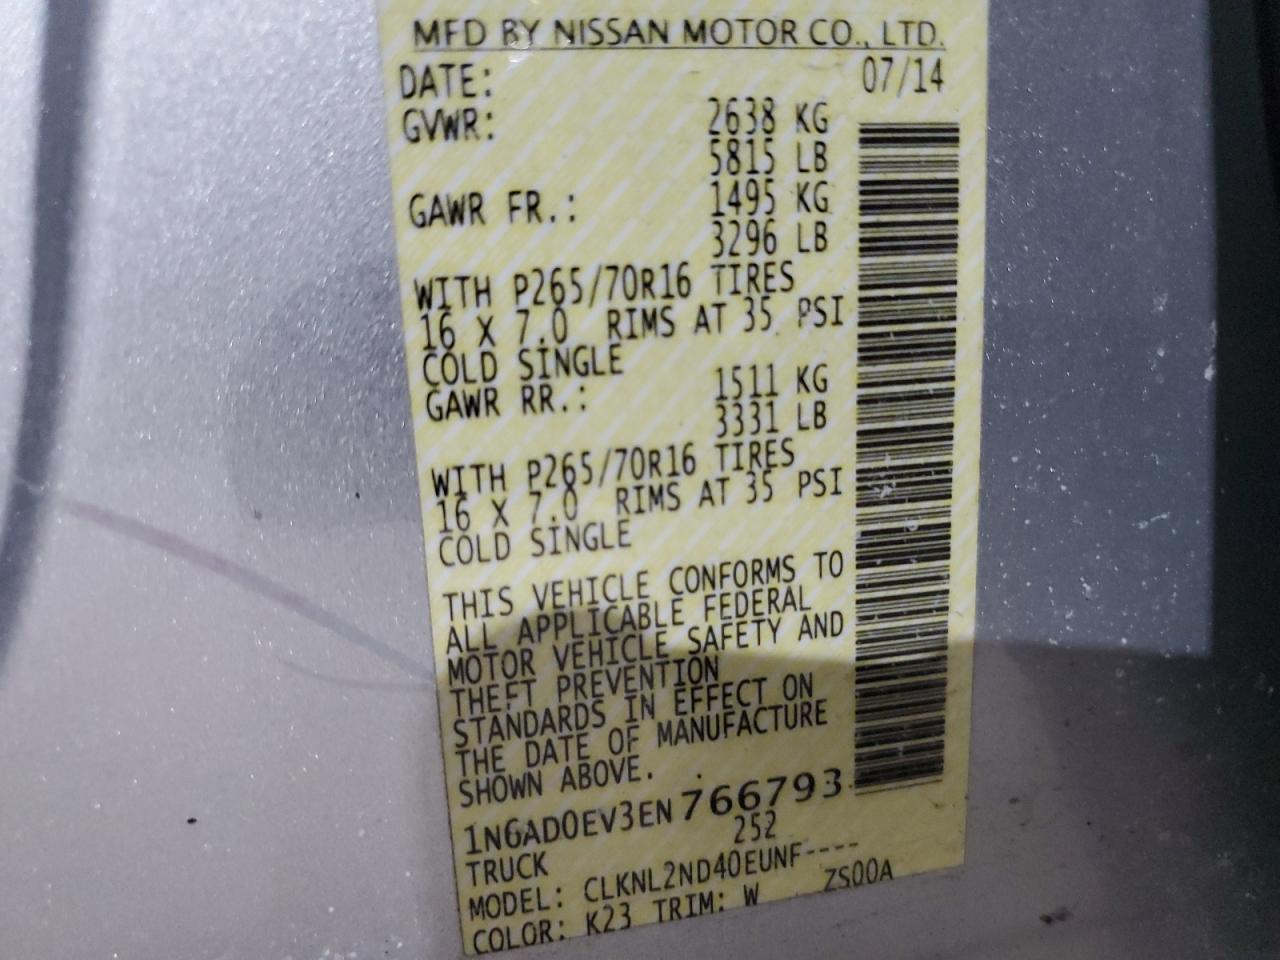 MFD BY NISSAN MOTOR CO., LTD.
DATE: 07/14
GVWR: 2638 KG
5815 LB
GAWR FR.: 1495 KG
3296 LB
WITH P265/70R16 TIRES
16 X 7.0 RIMS AT 35 PSI
COLD SINGLE
GAWR RR.: 1511 KG
3331 LB
WITH P265/70R16 TIRES
16 X 7.0 RIMS AT 35 PSI
COLD SINGLE
THIS VEHICLE CONFORMS TO
ALL APPLICABLE FEDERAL
MOTOR VEHICLE SAFETY AND
THEFT PREVENTION
STANDARDS IN EFFECT ON
THE DATE OF MANUFACTURE
SHOWN ABOVE.
1N6AD0EV3EN766793
TRUCK 252
MODEL: CLKNL2ND40EUNF----
COLOR: K23 TRIM: W ZS00A